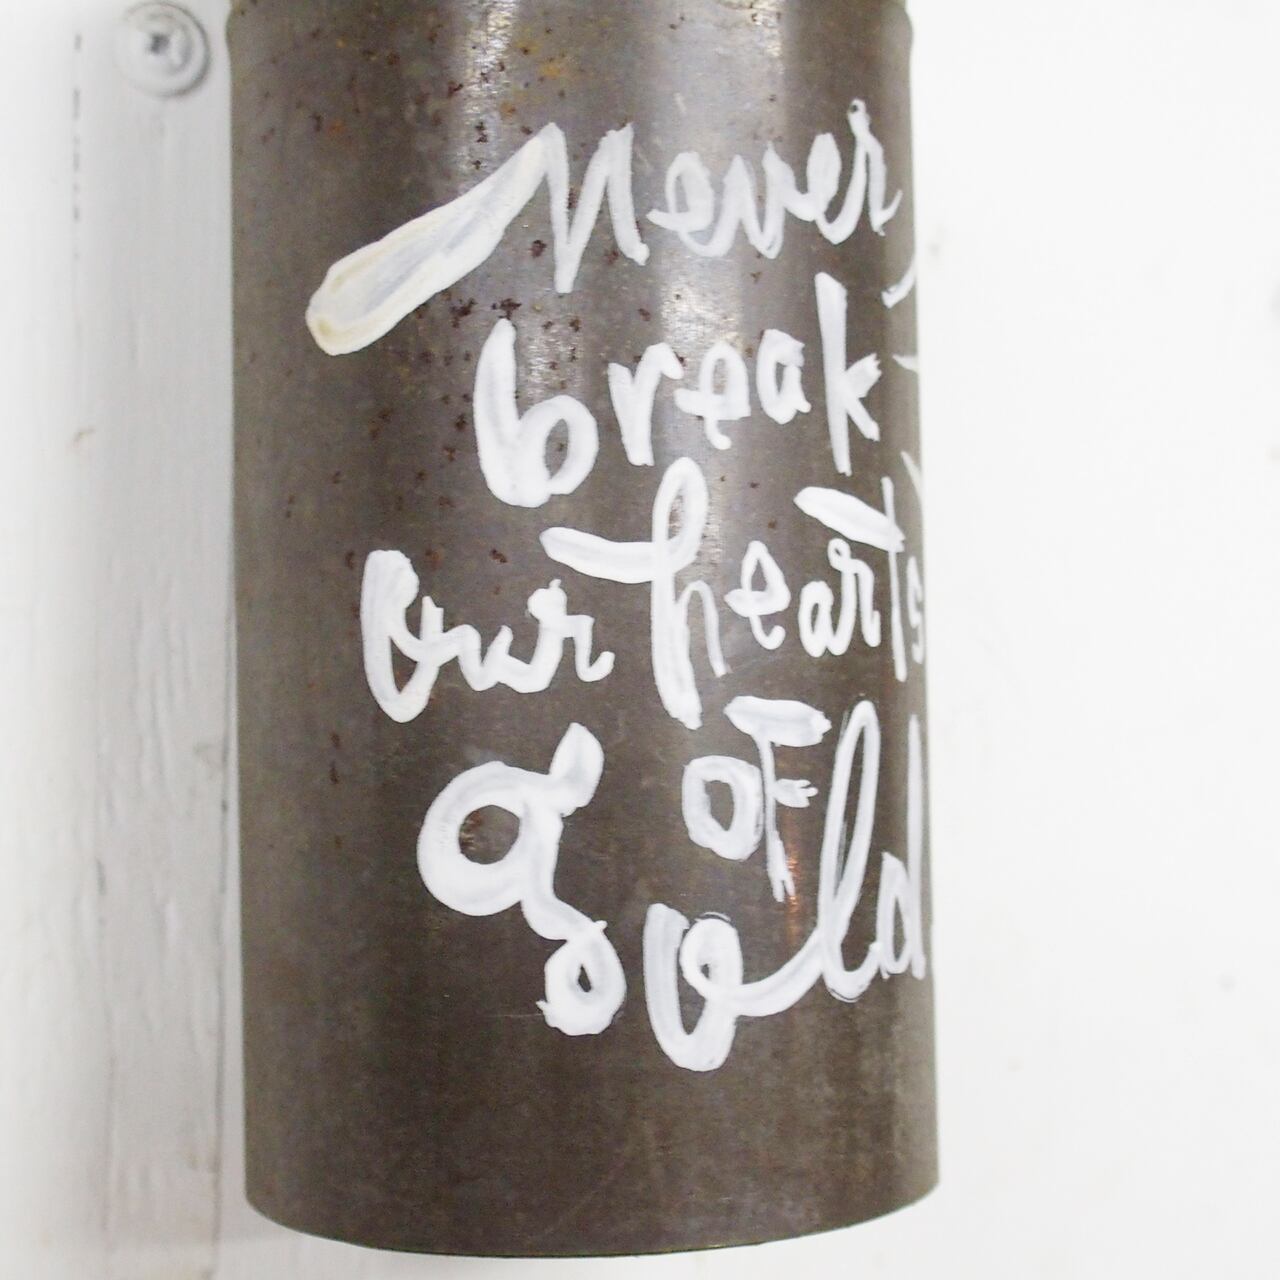 Never
break
our hearts
of
gold